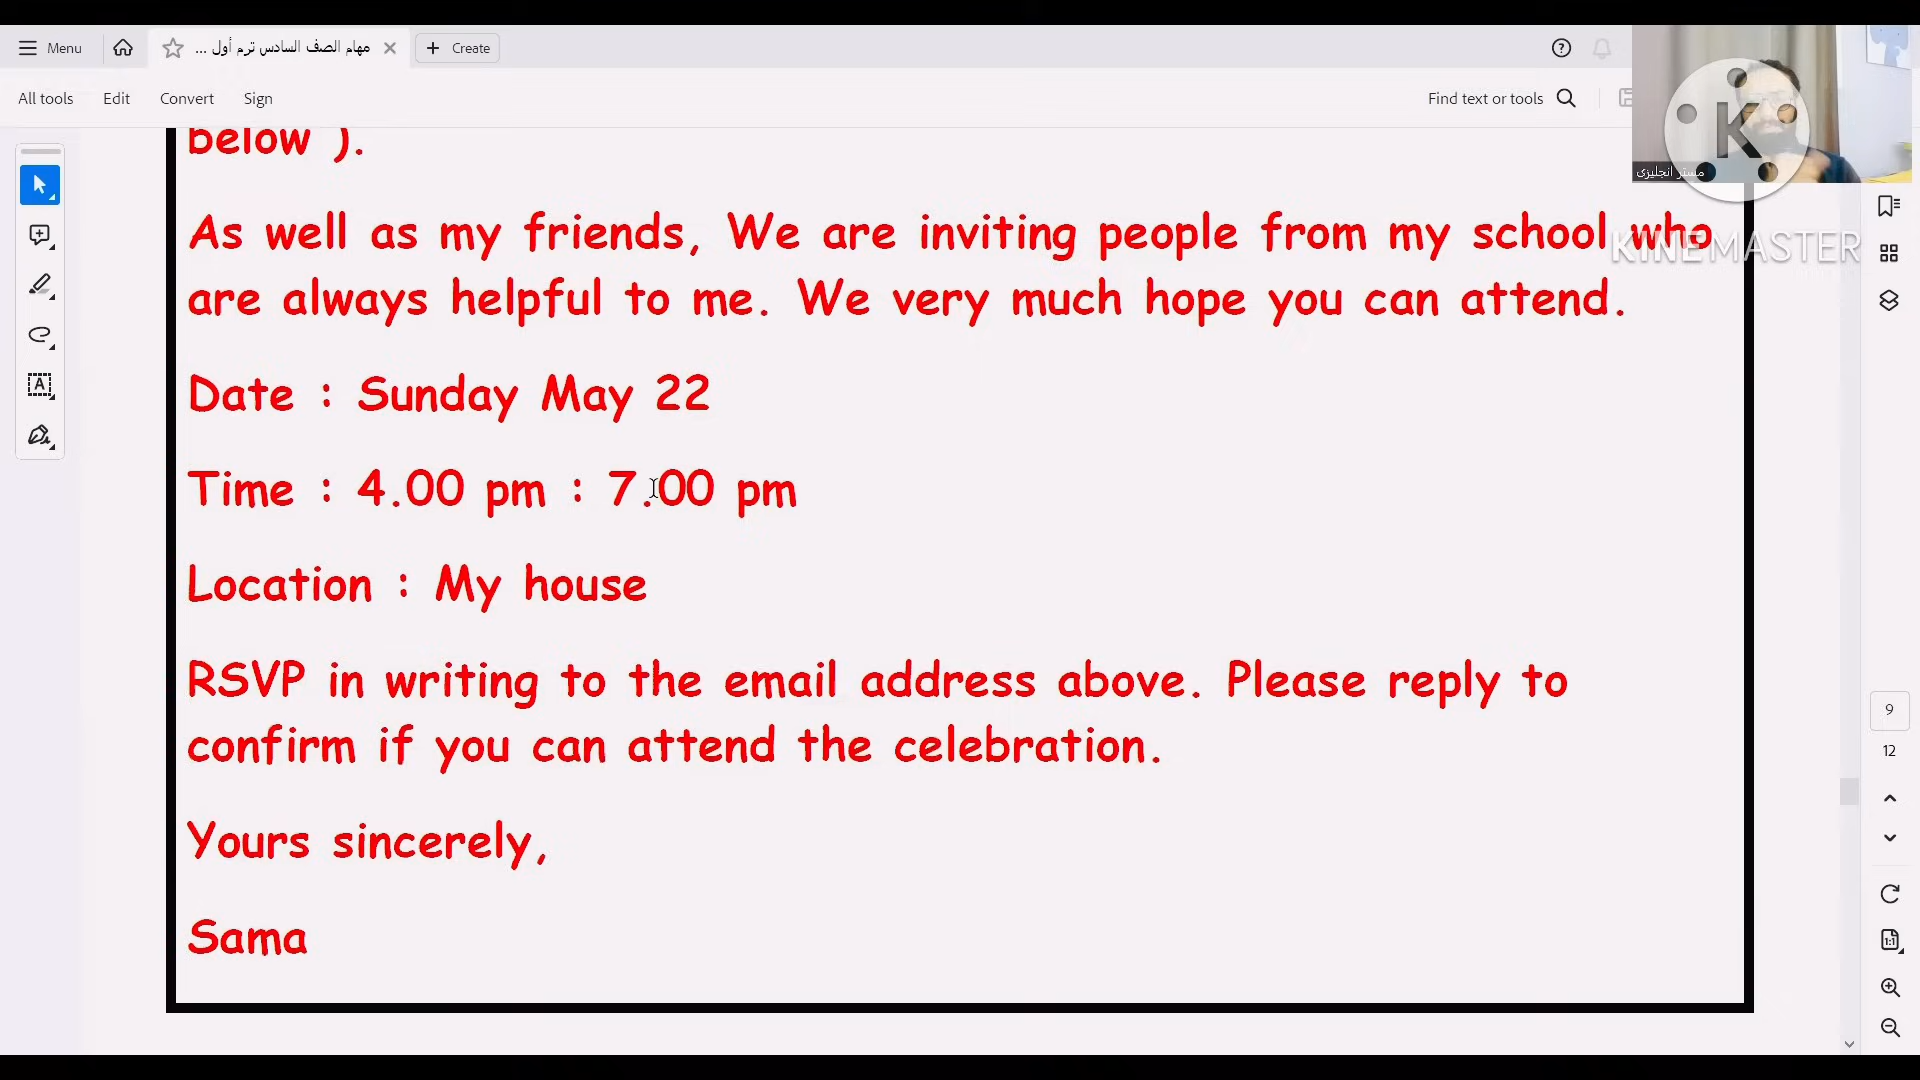 Menu
مهام الصف السادس ترم أول ...
Create
All tools
Edit
Convert
Sign
Find text or tools
مستر انجليزى
K
KINEMASTER
below ).
As well as my friends, We are inviting people from my school who
are always helpful to me. We very much hope you can attend.
Date : Sunday May 22
Time : 4.00 pm : 7.00 pm
Location : My house
RSVP in writing to the email address above. Please reply to
confirm if you can attend the celebration.
Yours sincerely,
Sama
9
12